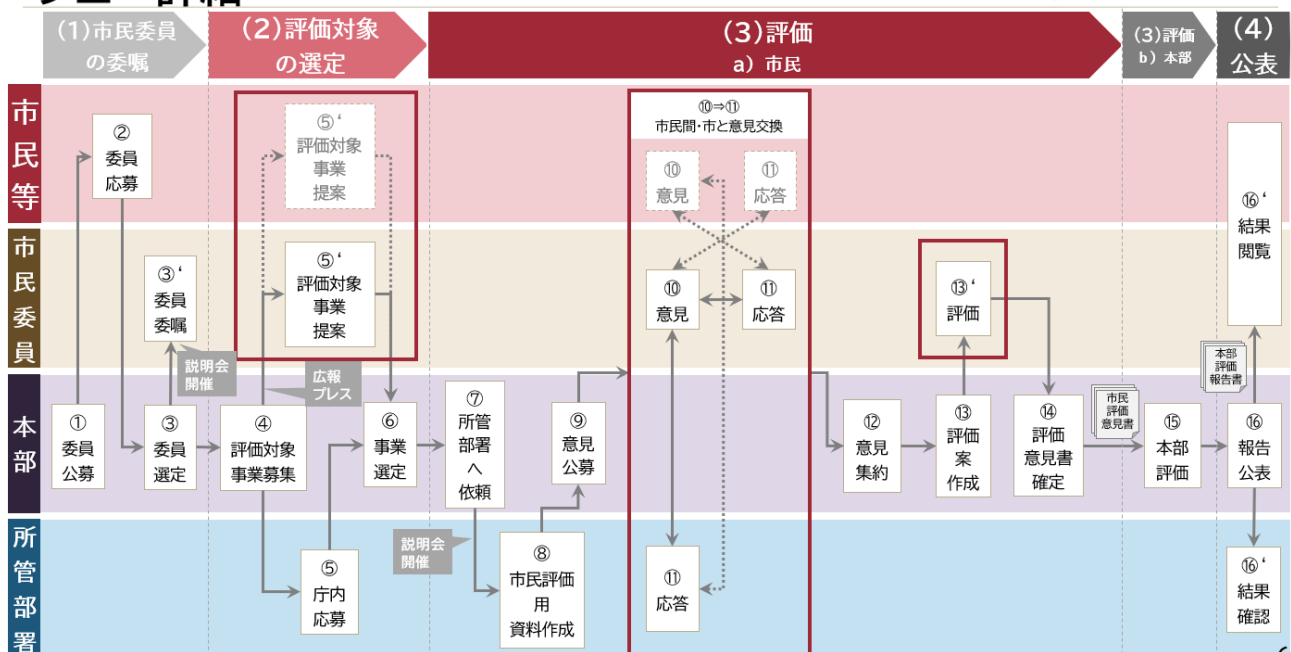 (1)市民委員
の委嘱
(2)評価対象
の選定
(3)評価
a）市民
(3)評価
b）本部
(4)
公表
市民等
②
委員
応募
⑤‘
評価対象
事業
提案
⑩⇒⑪
市民間・市と意見交換
⑩
意見
⑪
応答
⑯‘
結果
閲覧
市民委員
③‘
委員
委嘱
説明会
開催
⑤‘
評価対象
事業
提案
広報
プレス
⑩
意見
⑪
応答
⑬‘
評価
本部
①
委員
公募
③
委員
選定
④
評価対象
事業募集
⑥
事業
選定
⑦
所管
部署
へ
依頼
⑨
意見
公募
⑫
意見
集約
⑬
評価
案
作成
⑭
評価
意見書
確定
市民
評価
意見書
⑮
本部
評価
本部
評価
報告書
⑯
報告
公表
所管部署
⑤
庁内
応募
説明会
開催
⑧
市民評価
用
資料作成
⑪
応答
⑯‘
結果
確認